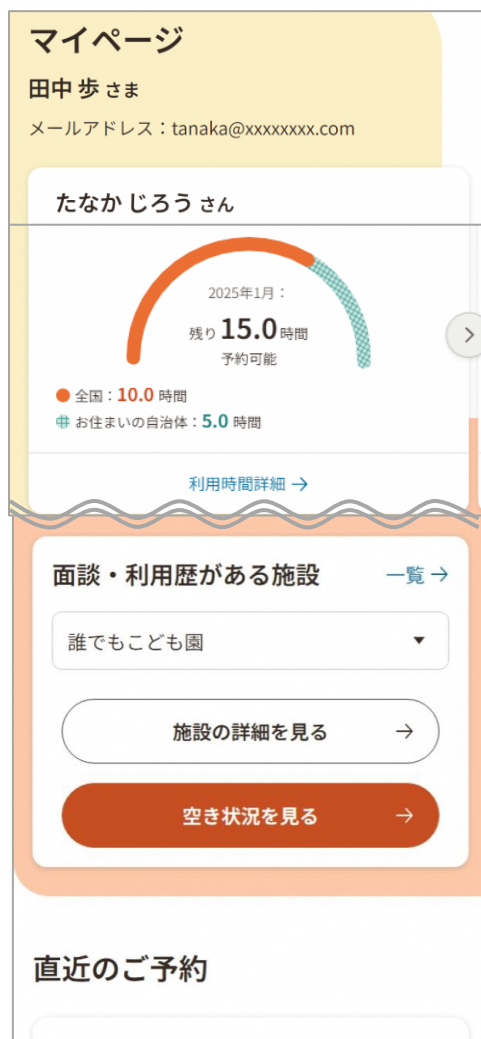 マイページ
田中 歩 さま
メールアドレス：tanaka@xxxxxxxx.com
たなか じろう さん
2025年1月：
残り 15.0 時間
予約可能
全国：10.0 時間
お住まいの自治体：5.0 時間
利用時間詳細 →
面談・利用歴がある施設 一覧 →
誰でもこども園
施設の詳細を見る →
空き状況を見る →
直近のご予約